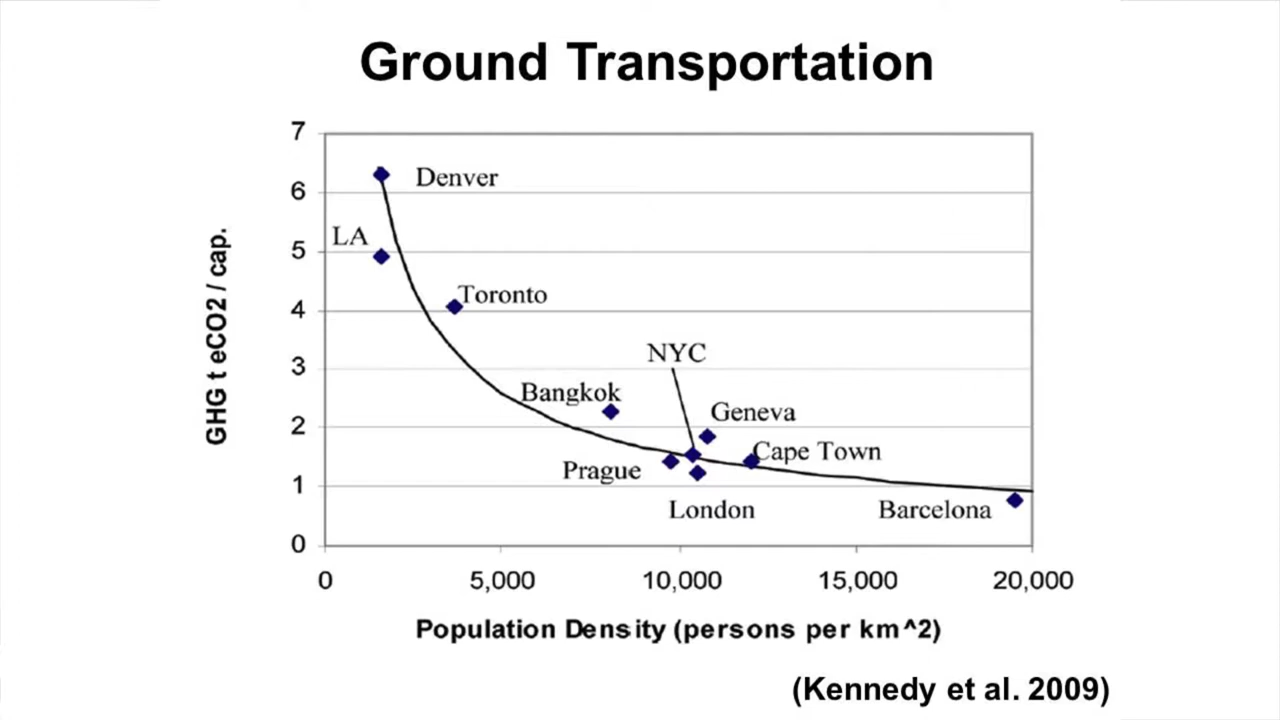 Ground Transportation
7
6
5
4
3
2
1
0
GHG t eCO2 / cap.
Denver
LA
Toronto
NYC
Bangkok
Geneva
Cape Town
Prague
London
Barcelona
0 5,000 10,000 15,000 20,000
Population Density (persons per km^2)
(Kennedy et al. 2009)